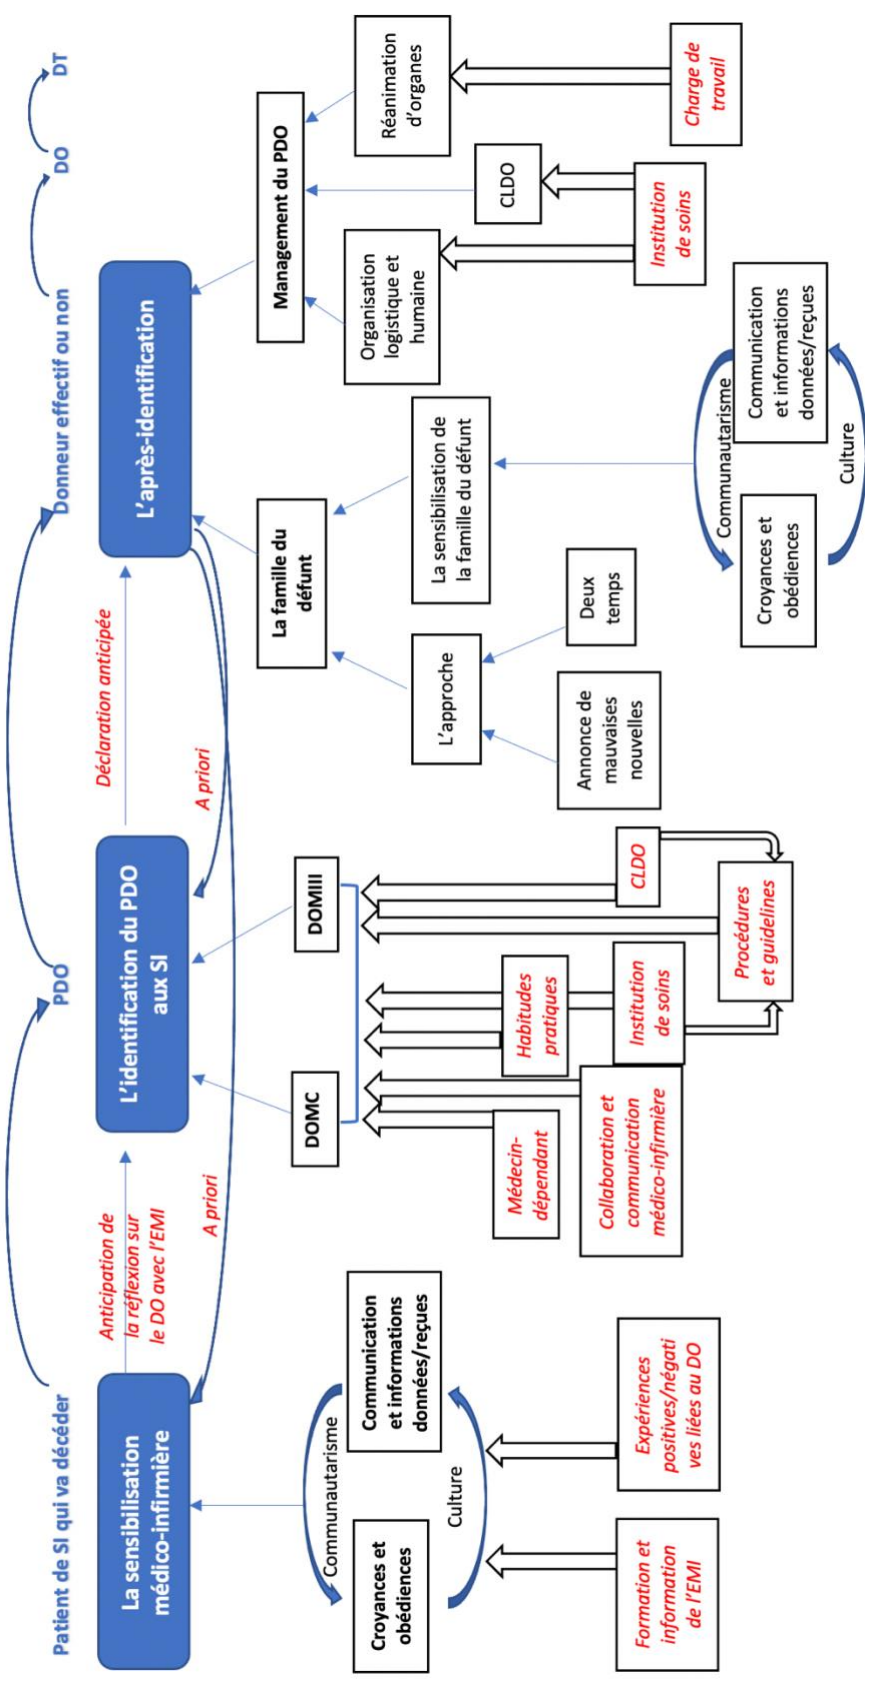 Patient de SI qui va décéder
PDO
Donneur effectif ou non
DO
DT
La sensibilisation
médico-infirmière
Anticipation de
la réflexion sur
le DO avec l'EMI
L'identification du PDO
aux SI
Déclaration anticipée
L'après-identification
A priori
A priori
Communautarisme
Croyances et
obédiences
Communication
et informations
données/reçues
Culture
Formation et
information
de l'EMI
Expériences
positives/négati
ves liées au DO
DOMC
DOMIII
Médecin-
dépendant
Habitudes
pratiques
Collaboration et
communication
médico-infirmière
Institution
de soins
CLDO
Procédures
et guidelines
La famille du
défunt
L'approche
La sensibilisation de
la famille du défunt
Annonce de
mauvaises
nouvelles
Deux
temps
Communautarisme
Croyances et
obédiences
Communication
et informations
données/reçues
Culture
Management du PDO
Organisation
logistique et
humaine
CLDO
Réanimation
d'organes
Institution
de soins
Charge de
travail